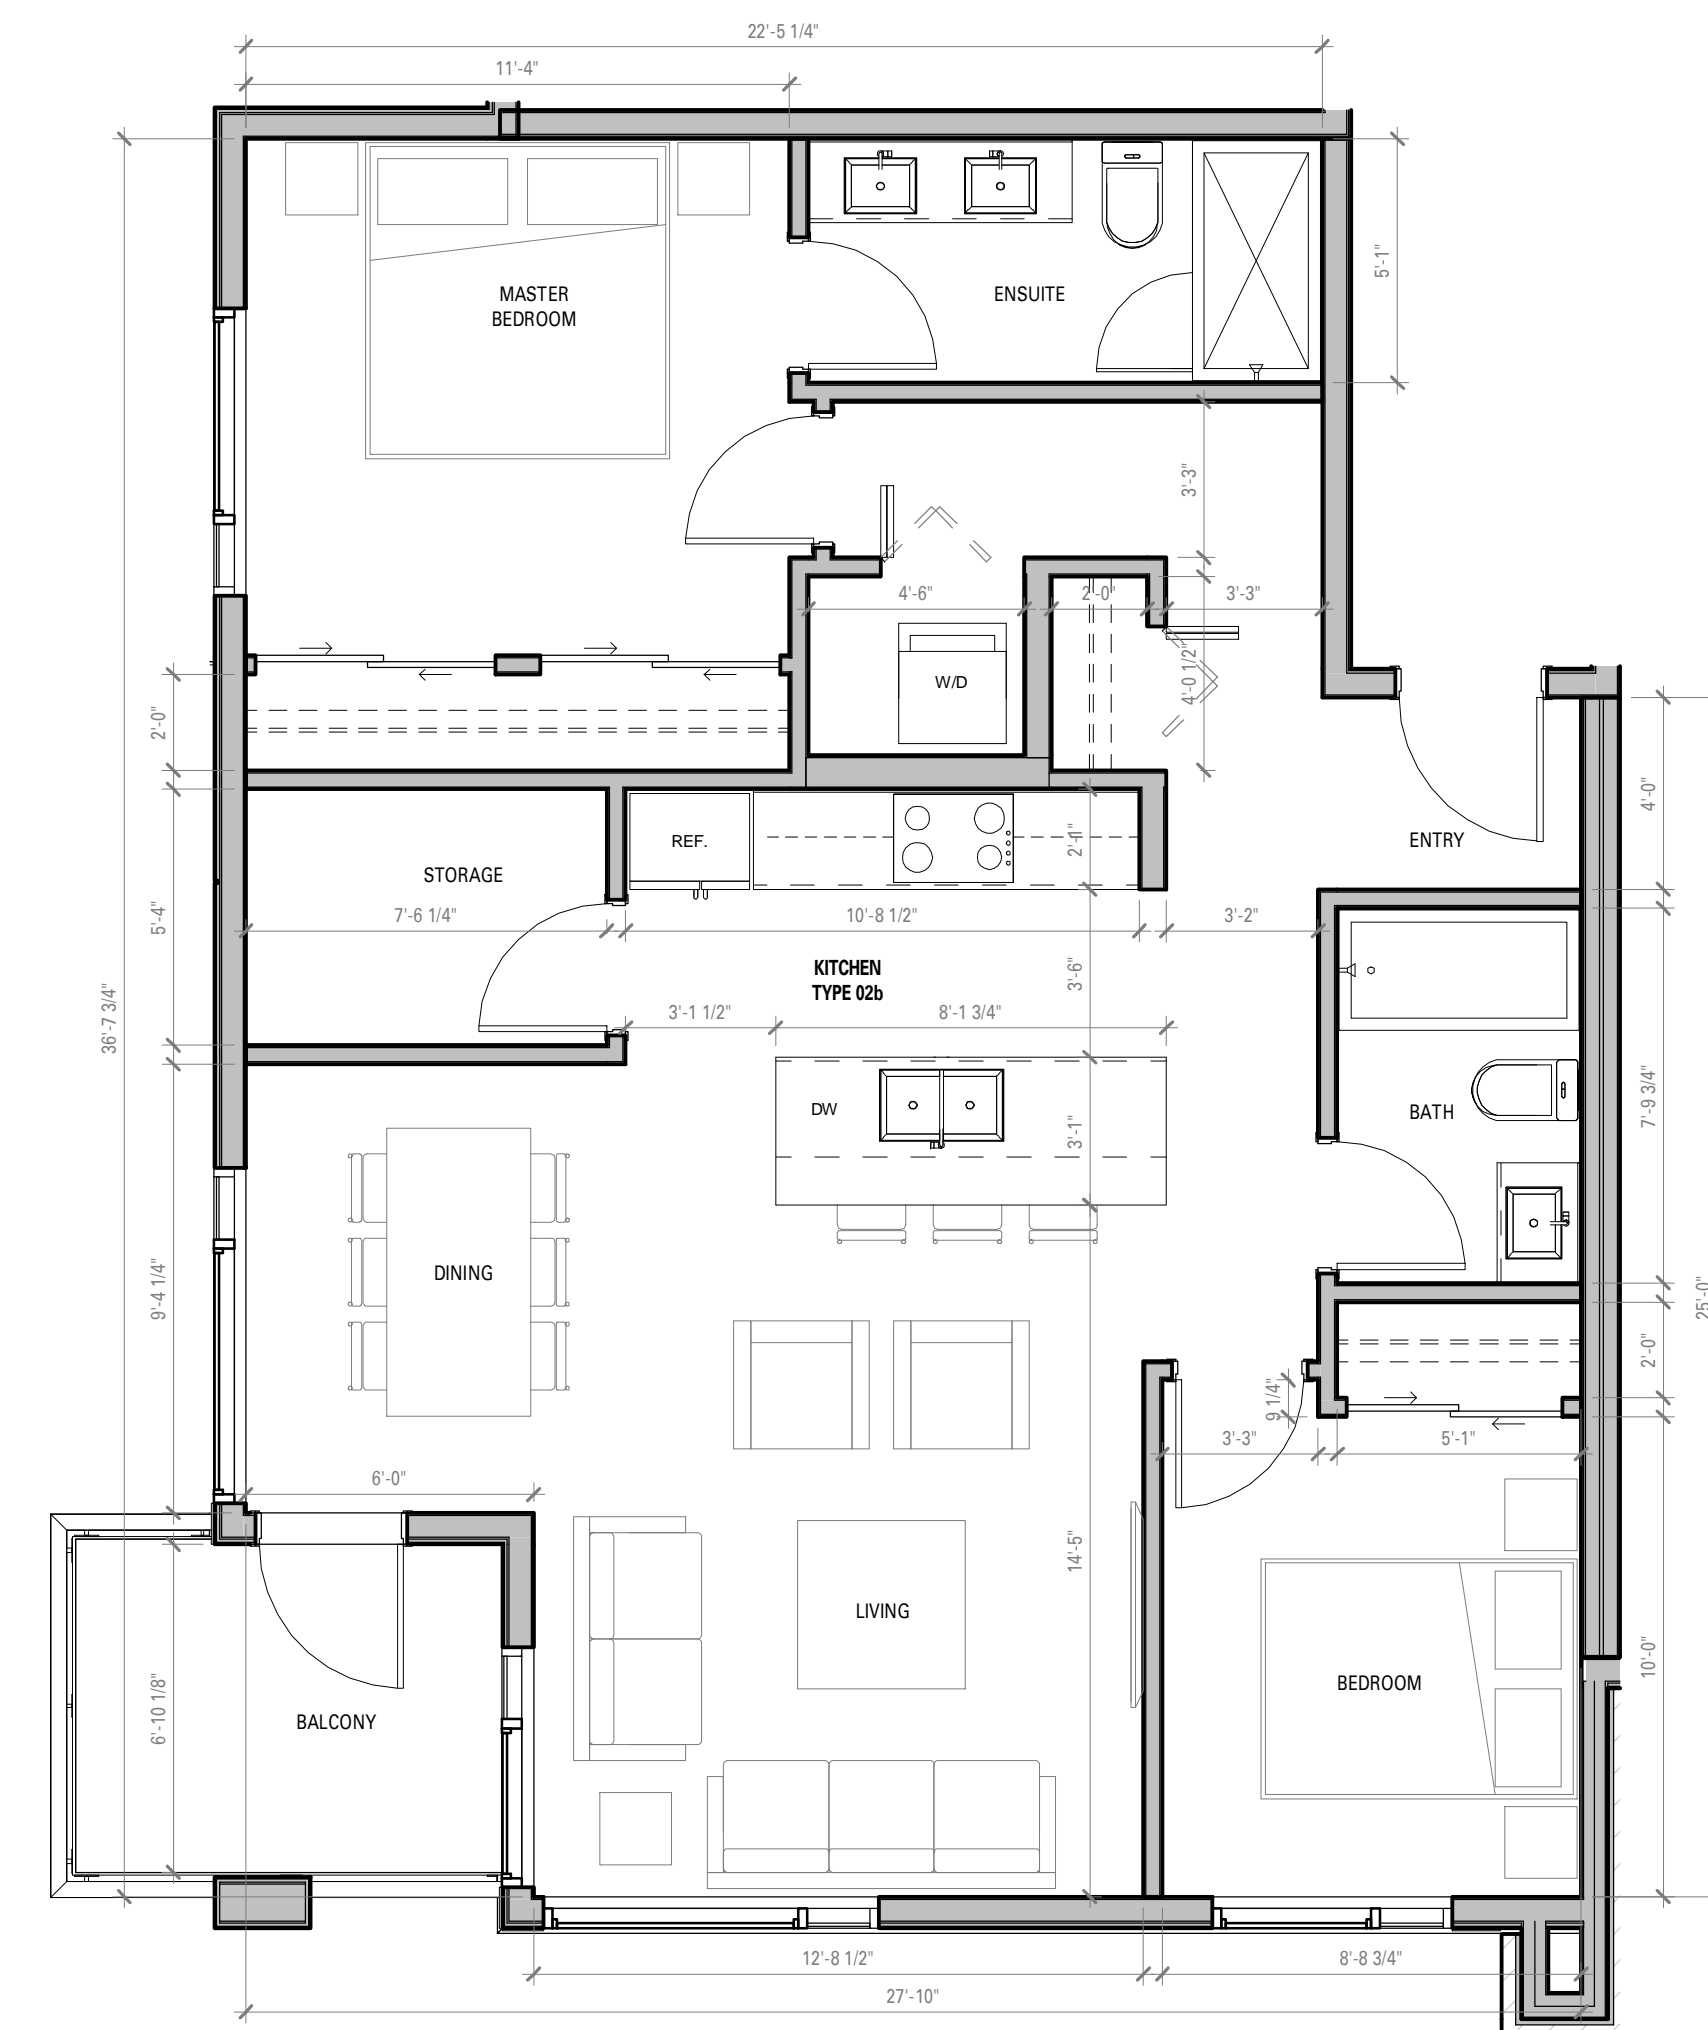 22'-5 1/4"
11'-4"
5'-1"
MASTER
BEDROOM
ENSUITE
3'-3"
4'-6"
2'-0"
3'-3"
4'-0 1/2"
W/D
2'-0"
4'-0"
REF.
2'-1"
ENTRY
STORAGE
5'-4"
7'-6 1/4"
10'-8 1/2"
3'-2"
KITCHEN
TYPE 02b
3'-6"
36'-7 3/4"
3'-1 1/2"
8'-1 3/4"
DW
3'-1"
BATH
7'-9 3/4"
DINING
9'-4 1/4"
25'-0"
2'-0"
9 1/4"
3'-3"
5'-1"
6'-0"
14'-5"
LIVING
10'-0"
BEDROOM
6'-10 1/8"
BALCONY
12'-8 1/2"
8'-8 3/4"
27'-10"